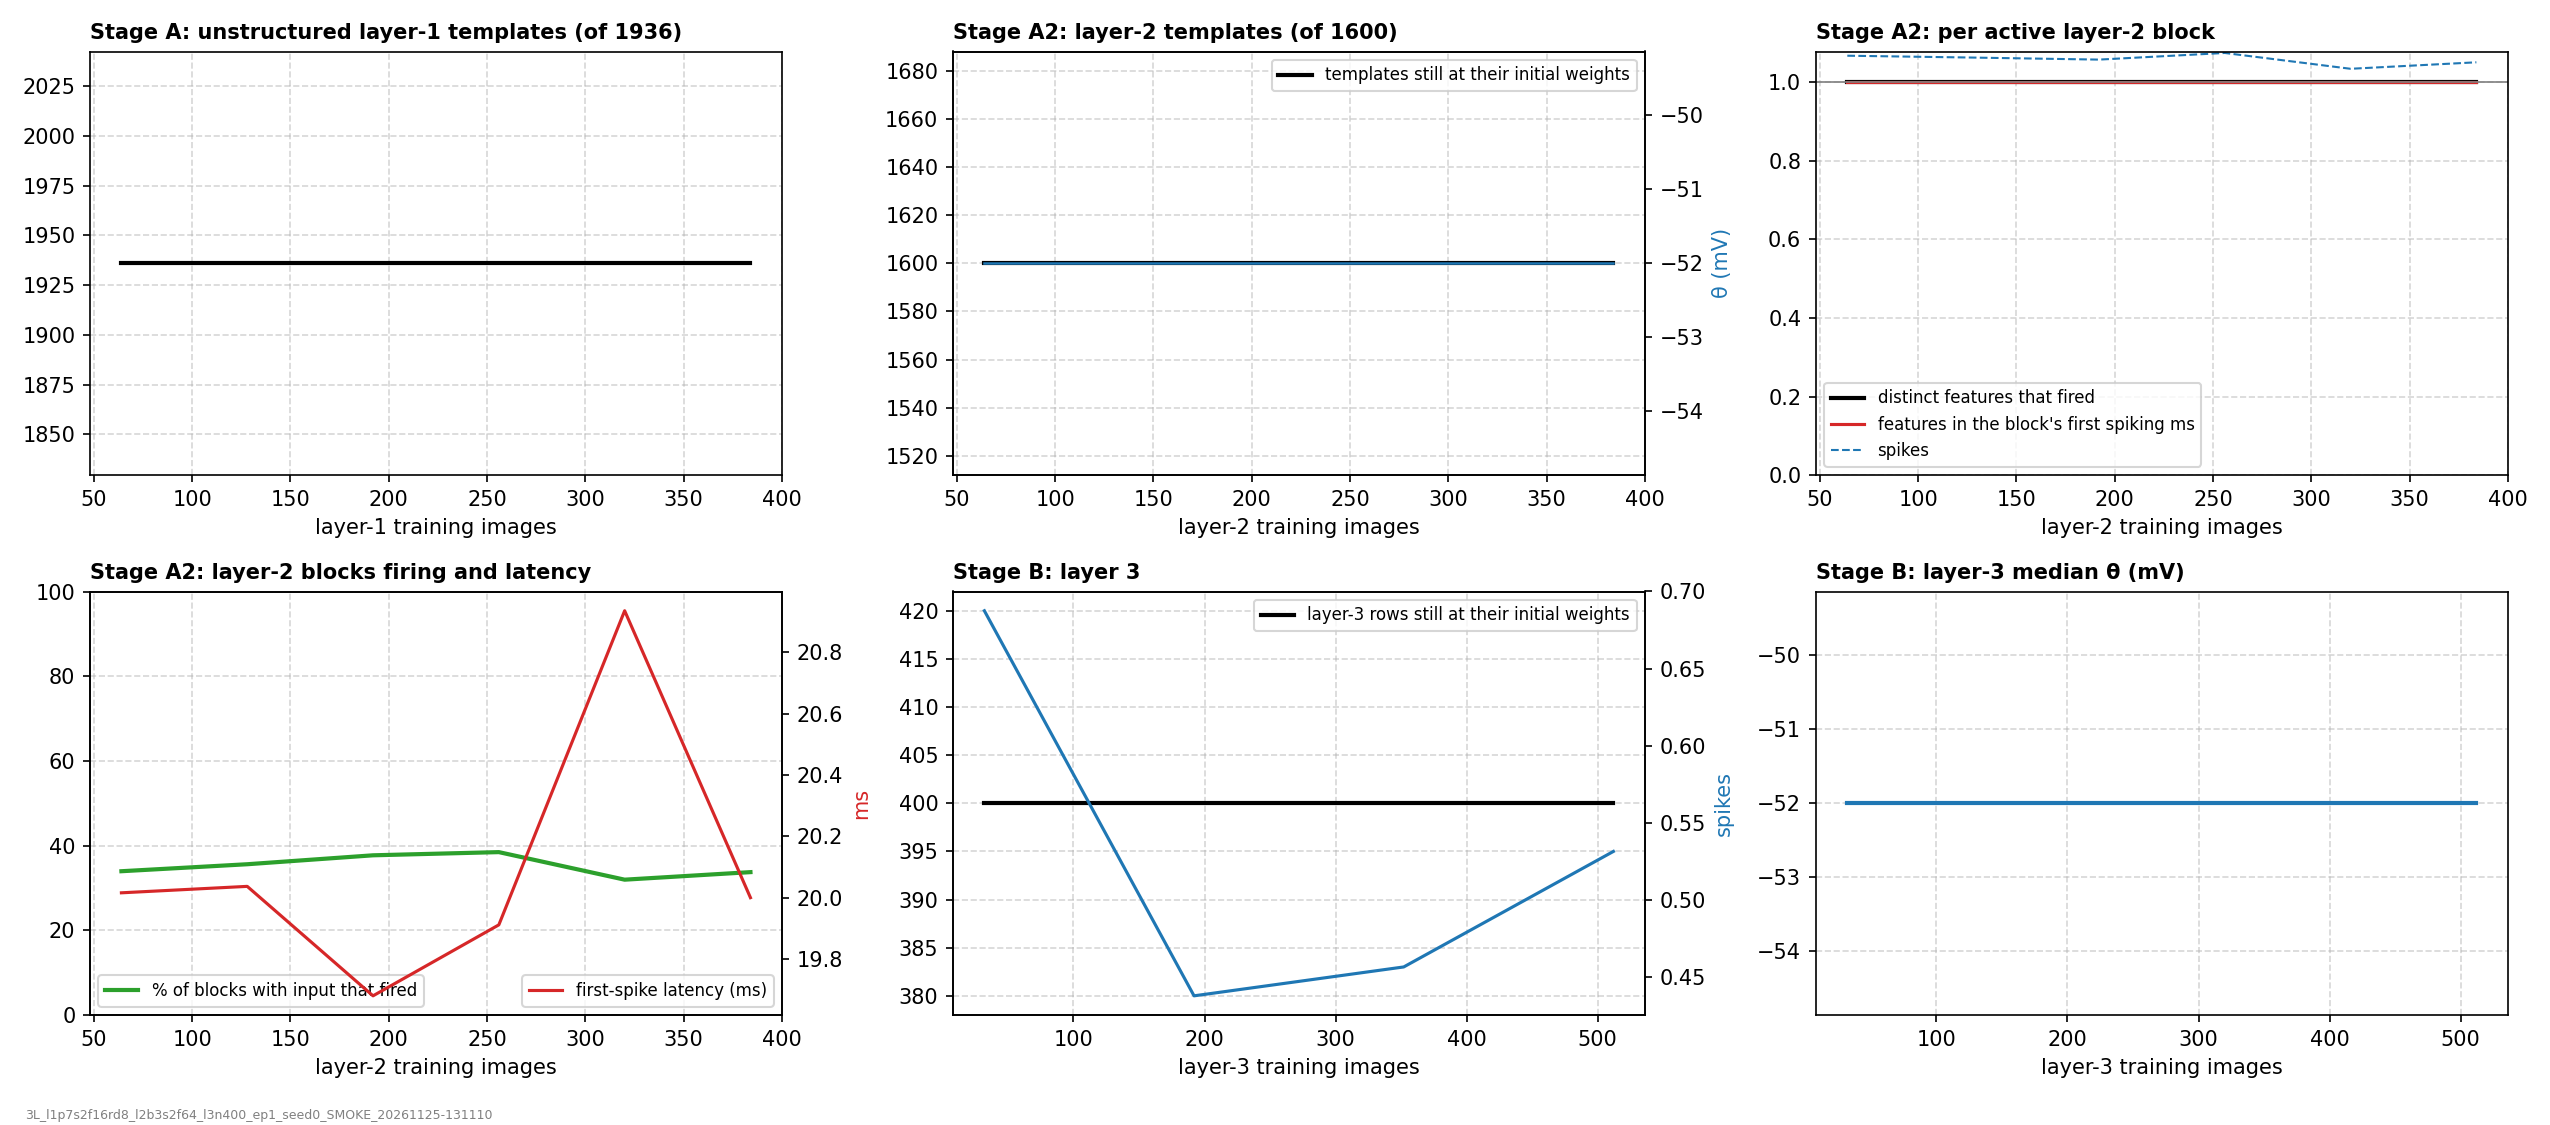 Stage A: unstructured layer-1 templates (of 1936)
2025
2000
1975
1950
1925
1900
1875
1850
50 100 150 200 250 300 350 400
layer-1 training images
Stage A2: layer-2 templates (of 1600)
templates still at their initial weights
1680
1660
1640
1620
1600
1580
1560
1540
1520
−50
−51
−52
−53
−54
θ (mV)
50 100 150 200 250 300 350 400
layer-2 training images
Stage A2: per active layer-2 block
1.0
0.8
0.6
0.4
0.2
0.0
distinct features that fired
features in the block's first spiking ms
spikes
50 100 150 200 250 300 350 400
layer-2 training images
Stage A2: layer-2 blocks firing and latency
100
80
60
40
20
0
20.8
20.6
20.4
20.2
20.0
19.8
ms
% of blocks with input that fired
first-spike latency (ms)
50 100 150 200 250 300 350 400
layer-2 training images
Stage B: layer 3
layer-3 rows still at their initial weights
420
415
410
405
400
395
390
385
380
0.70
0.65
0.60
0.55
0.50
0.45
spikes
100 200 300 400 500
layer-3 training images
Stage B: layer-3 median θ (mV)
−50
−51
−52
−53
−54
100 200 300 400 500
layer-3 training images
3L_l1p7s2f16rd8_l2b3s2f64_l3n400_ep1_seed0_SMOKE_20261125-131110